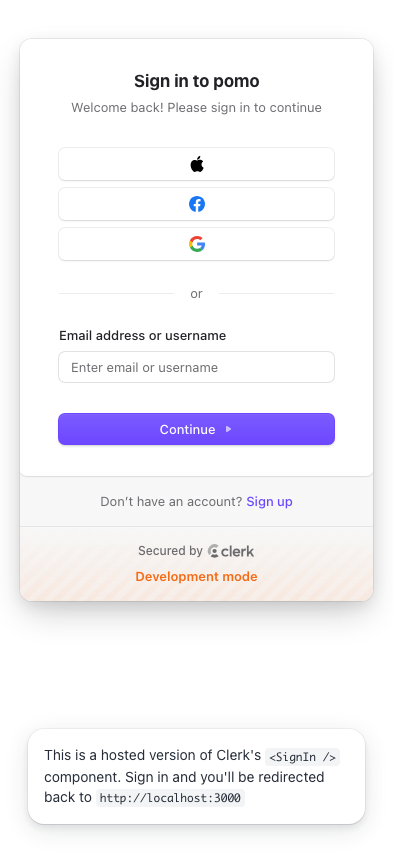 Sign in to pomo
Welcome back! Please sign in to continue
or
Email address or username
Enter email or username
Continue
Don't have an account? Sign up
Secured by clerk
Development mode
This is a hosted version of Clerk's <SignIn />
component. Sign in and you'll be redirected
back to http://localhost:3000